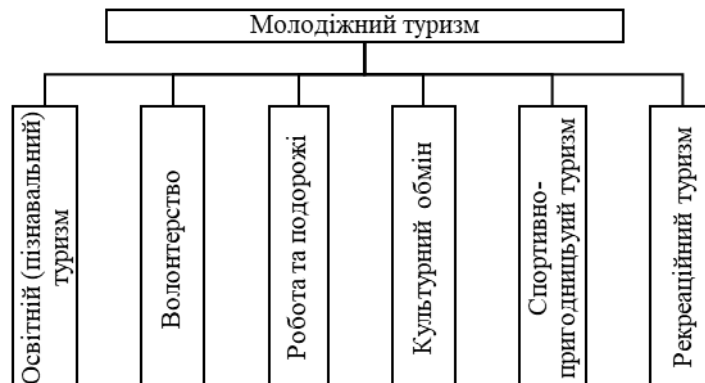 Молодіжний туризм
Освітній (пізнавальний)
туризм
Волонтерство
Робота та подорожі
Культурний обмін
Спортивно-
пригодницьуий туризм
Рекреаційний туризм